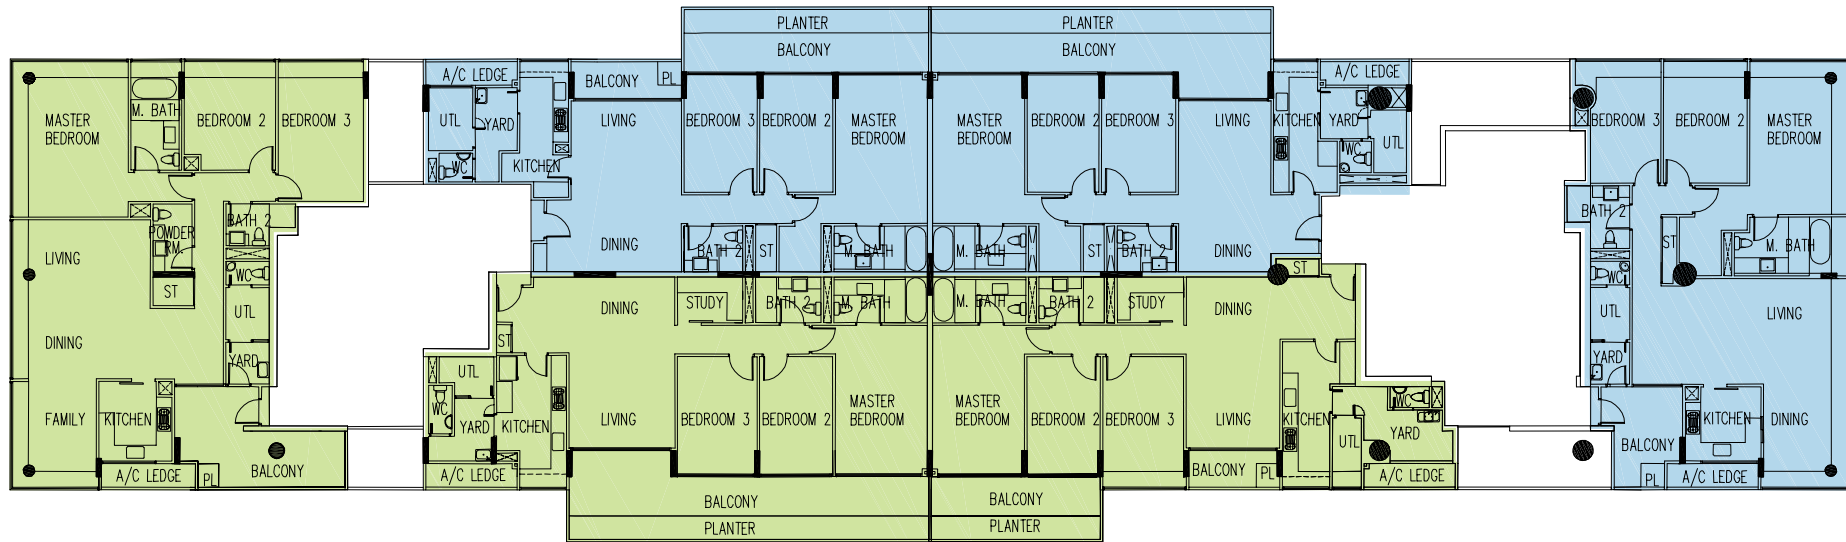 PLANTER
PLANTER
BALCONY
BALCONY
A/C LEDGE
BALCONY
PL
A/C LEDGE
MASTER
BEDROOM
M. BATH
BEDROOM 2
BEDROOM 3
UTL
YARD
WC
KITCHEN
LIVING
BEDROOM 3
BEDROOM 2
MASTER
BEDROOM
MASTER
BEDROOM
BEDROOM 2
BEDROOM 3
LIVING
KITCHEN
YARD
UTL
WC
BEDROOM 3
BEDROOM 2
MASTER
BEDROOM
POWDER
RM.
BATH 2
DINING
BATH 2
ST
M. BATH
M. BATH
ST
BATH 2
DINING
BATH 2
ST
M. BATH
LIVING
ST
WC
UTL
YARD
DINING
FAMILY
KITCHEN
A/C LEDGE
PL
BALCONY
DINING
STUDY
BATH 2
M. BATH
M. BATH
BATH 2
STUDY
DINING
ST
WC
UTL
YARD
LIVING
ST
UTL
WC
YARD
KITCHEN
LIVING
BEDROOM 3
BEDROOM 2
MASTER
BEDROOM
MASTER
BEDROOM
BEDROOM 2
BEDROOM 3
LIVING
KITCHEN
UTL
WC
YARD
BALCONY
KITCHEN
DINING
A/C LEDGE
BALCONY
PL
A/C LEDGE
PL
A/C LEDGE
BALCONY
BALCONY
PLANTER
PLANTER